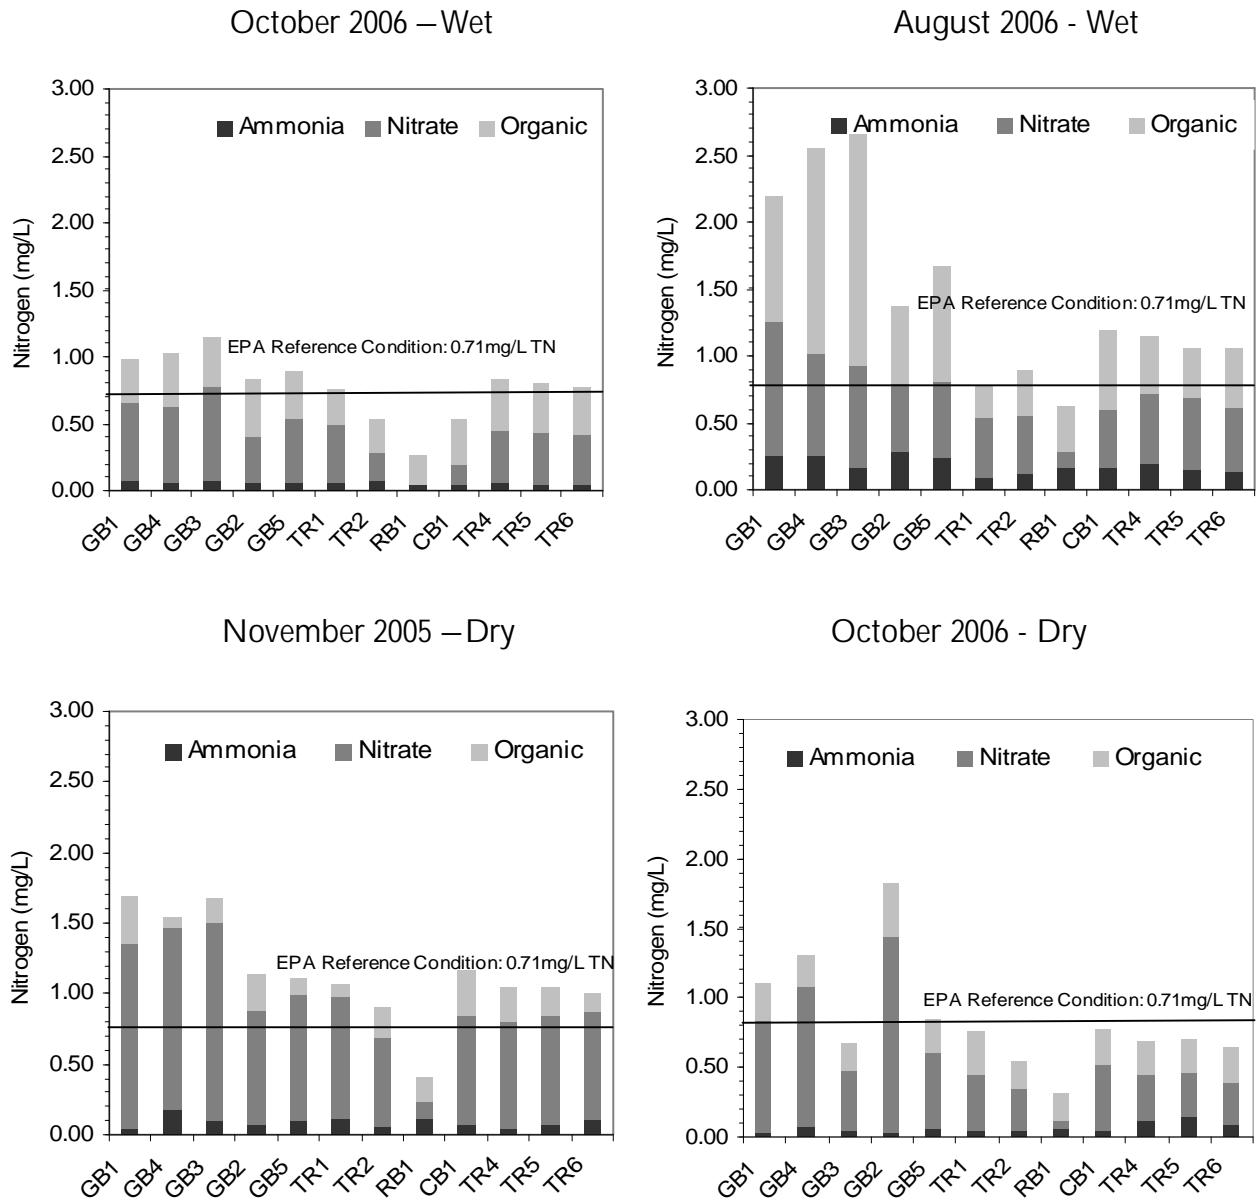 October 2006 – Wet
3.00
2.50
2.00
1.50
1.00
0.50
0.00
Nitrogen (mg/L)
Ammonia Nitrate Organic
EPA Reference Condition: 0.71mg/L TN
GB1 GB4 GB3 GB2 GB5 TR1 TR2 RB1 CB1 TR4 TR5 TR6
August 2006 - Wet
3.00
2.50
2.00
1.50
1.00
0.50
0.00
Nitrogen (mg/L)
Ammonia Nitrate Organic
EPA Reference Condition: 0.71mg/L TN
GB1 GB4 GB3 GB2 GB5 TR1 TR2 RB1 CB1 TR4 TR5 TR6
November 2005 – Dry
3.00
2.50
2.00
1.50
1.00
0.50
0.00
Nitrogen (mg/L)
Ammonia Nitrate Organic
EPA Reference Condition: 0.71mg/L TN
GB1 GB4 GB3 GB2 GB5 TR1 TR2 RB1 CB1 TR4 TR5 TR6
October 2006 - Dry
3.00
2.50
2.00
1.50
1.00
0.50
0.00
Nitrogen (mg/L)
Ammonia Nitrate Organic
EPA Reference Condition: 0.71mg/L TN
GB1 GB4 GB3 GB2 GB5 TR1 TR2 RB1 CB1 TR4 TR5 TR6